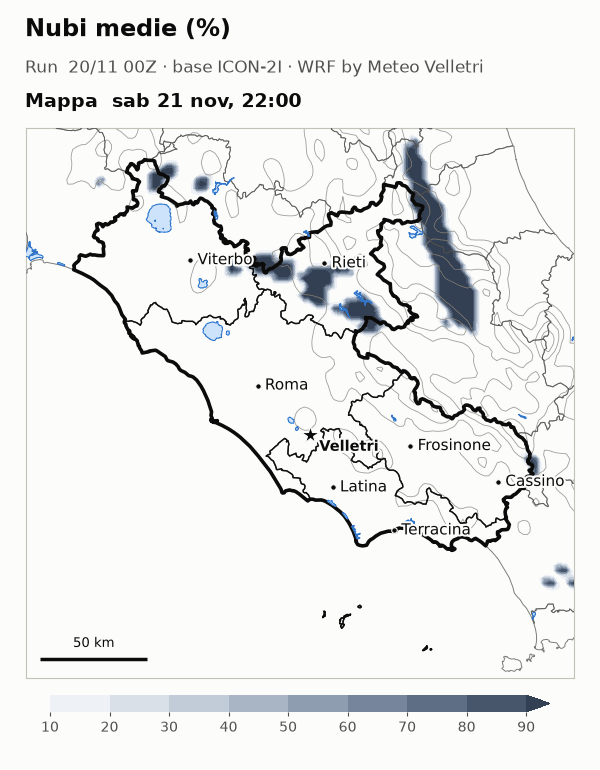 Nubi medie (%)
Run  20/11 00Z · base ICON-2I · WRF by Meteo Velletri
Mappa  sab 21 nov, 22:00
Viterbo
Rieti
Roma
Velletri
Frosinone
Cassino
Latina
Terracina
50 km
10 20 30 40 50 60 70 80 90